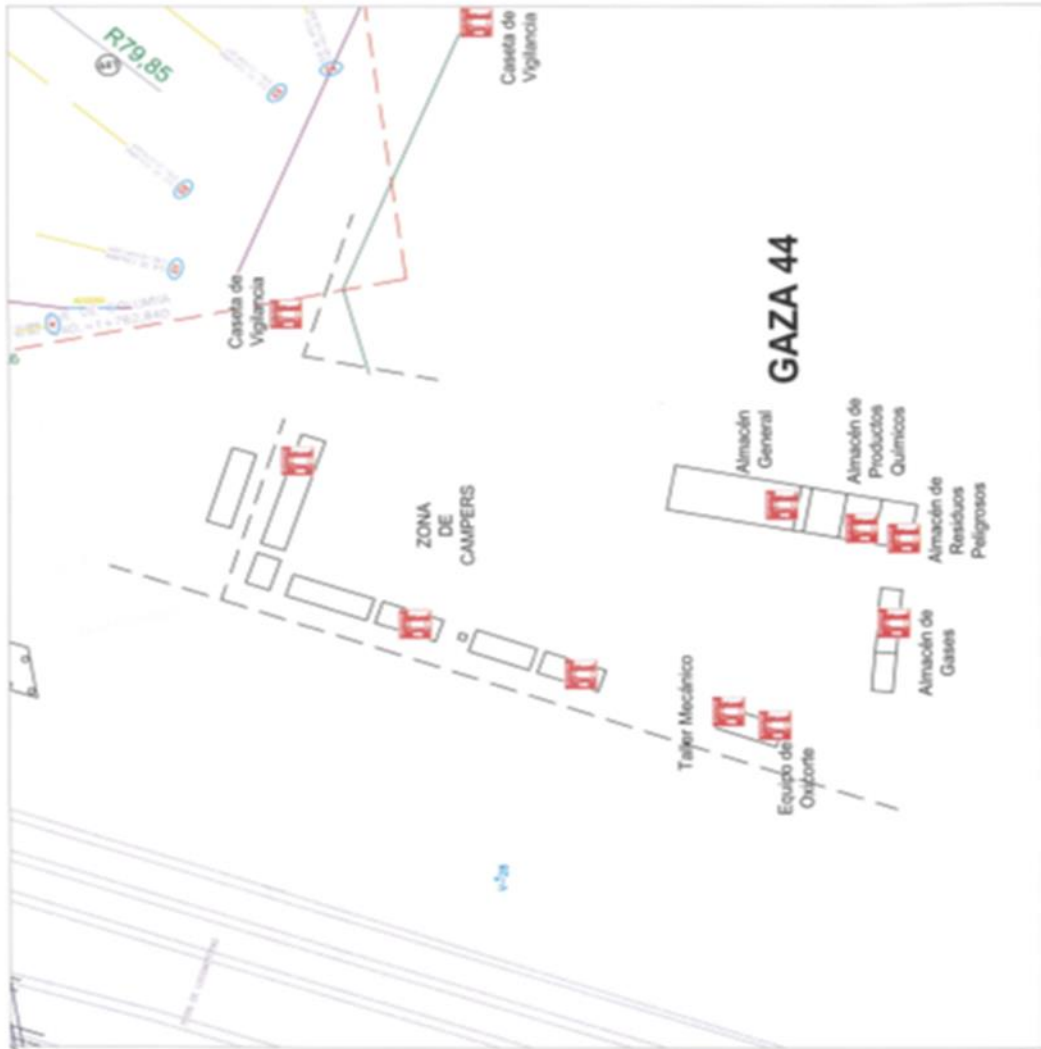 R79,85
Caseta de
Vigilancia
Caseta de
Vigilancia
ZONA
DE
CAMPERS
GAZA 44
Almacén
General
Almacén de
Productos
Químicos
Almacén de
Residuos
Peligrosos
Almacén de
Gases
Taller Mecánico
Equipo de
Oxicorte